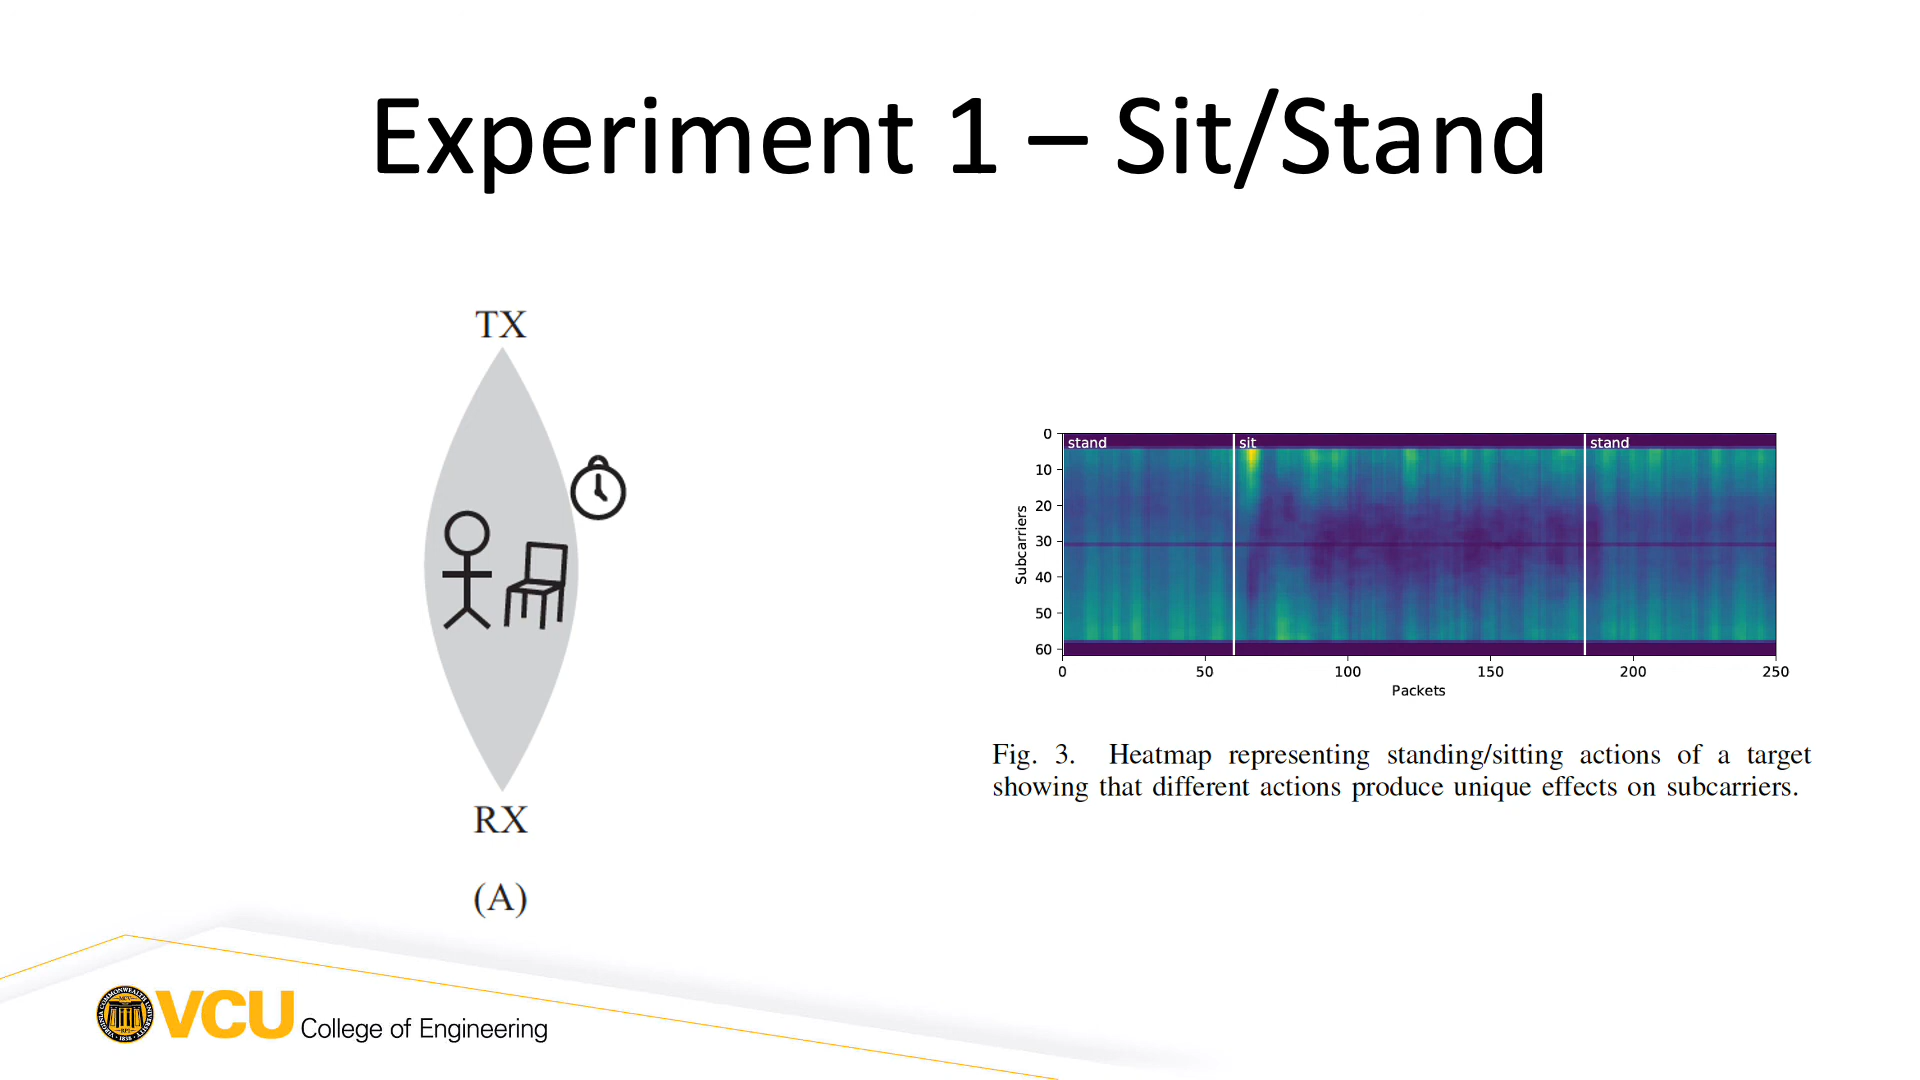 Experiment 1 – Sit/Stand
TX
RX
(A)
stand
sit
stand
0
10
20
30
40
50
60
Subcarriers
0
50
100
150
200
250
Packets
Fig. 3. Heatmap representing standing/sitting actions of a target
showing that different actions produce unique effects on subcarriers.
VCU College of Engineering